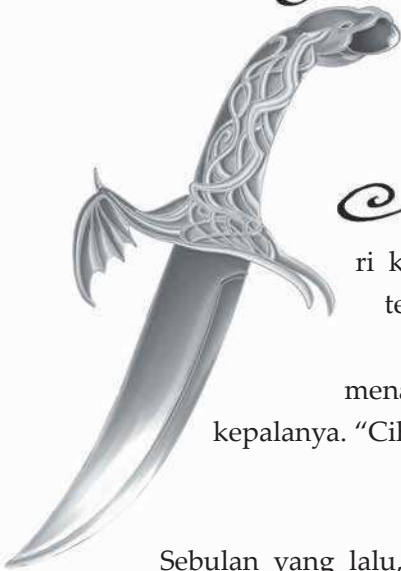 ri k
te
mena
kepalanya. “Cil
Sebulan yang lalu,